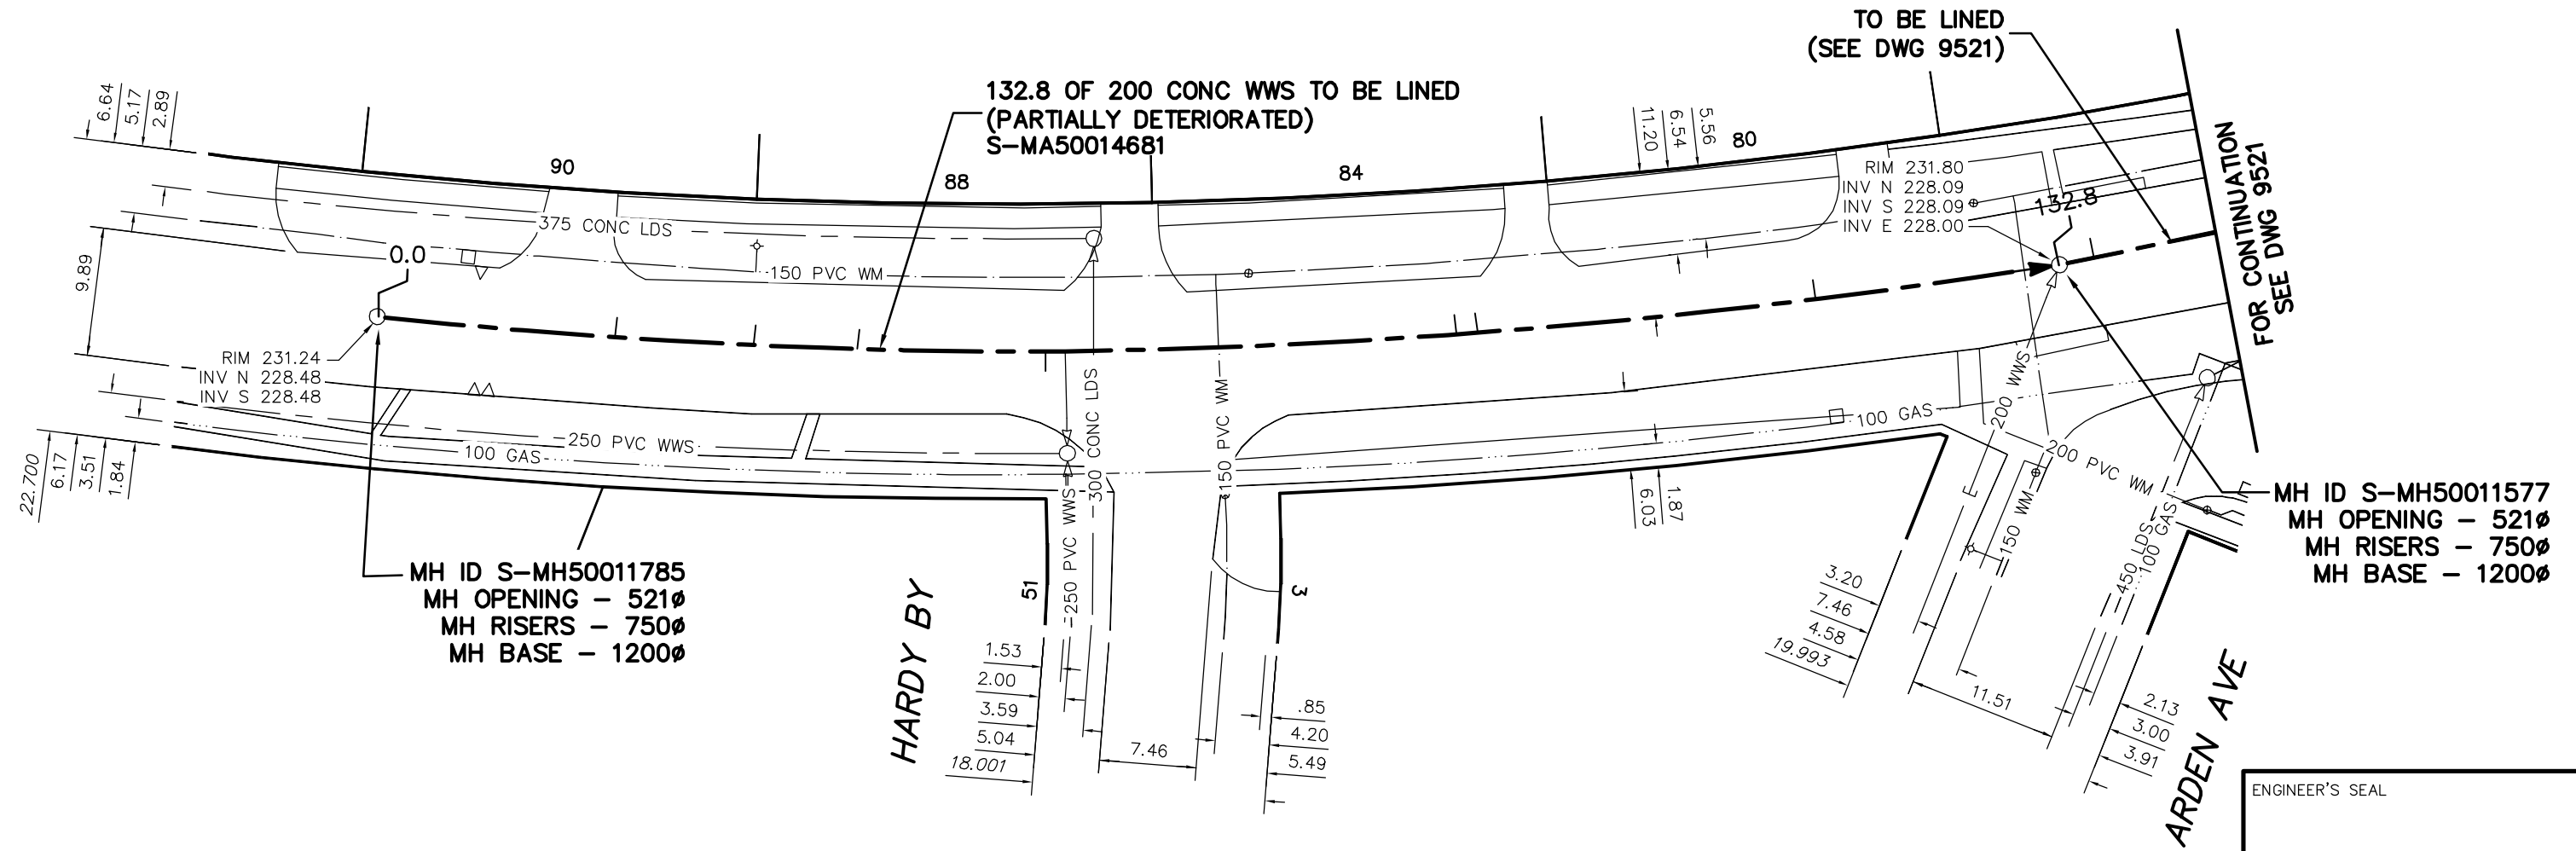 TO BE LINED
(SEE DWG 9521)
132.8 OF 200 CONC WWS TO BE LINED
(PARTIALLY DETERIORATED)
S-MA50014681
6.64
5.17
2.89
90
88
84
80
11.20
6.54
5.56
RIM 231.80
INV N 228.09
INV S 228.09
INV E 228.00
132.8
FOR CONTINUATION
SEE DWG 9521
375 CONC LDS
150 PVC WM
0.0
9.89
RIM 231.24
INV N 228.48
INV S 228.48
250 PVC WWS
100 GAS
300 CONC LDS
150 PVC WM
250 PVC WWS
100 GAS
200 WWS
200 PVC WM
150 WM
450 LDS
100 GAS
22.700
6.17
3.51
1.84
6.03
1.87
MH ID S-MH50011785
MH OPENING - 521ø
MH RISERS - 750ø
MH BASE - 1200ø
MH ID S-MH50011577
MH OPENING - 521ø
MH RISERS - 750ø
MH BASE - 1200ø
51
3
HARDY BY
1.53
2.00
3.59
5.04
18.001
7.46
.85
4.20
5.49
3.20
7.46
4.58
19.993
11.51
2.13
3.00
3.91
ARDEN AVE
ENGINEER'S SEAL